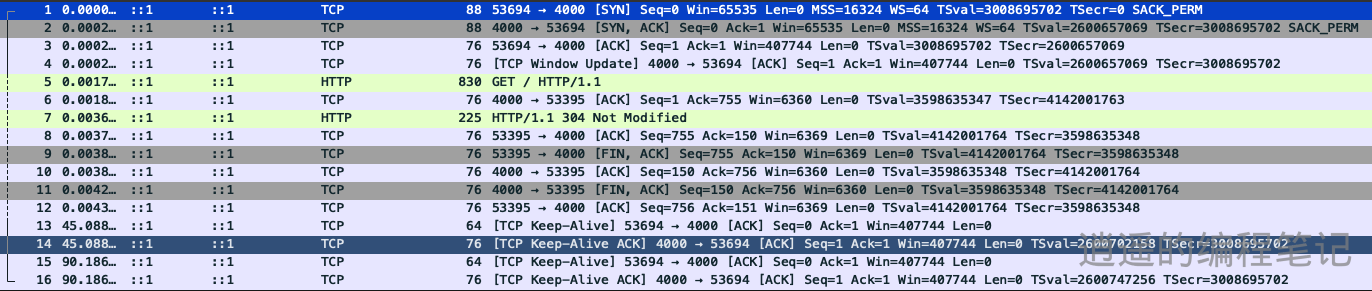 1 0.0000… ::1 ::1 TCP 88 53694 → 4000 [SYN] Seq=0 Win=65535 Len=0 MSS=16324 WS=64 TSval=3008695702 TSecr=0 SACK_PERM
2 0.0002… ::1 ::1 TCP 88 4000 → 53694 [SYN, ACK] Seq=0 Ack=1 Win=65535 Len=0 MSS=16324 WS=64 TSval=2600657069 TSecr=3008695702 SACK_PERM
3 0.0002… ::1 ::1 TCP 76 53694 → 4000 [ACK] Seq=1 Ack=1 Win=407744 Len=0 TSval=3008695702 TSecr=2600657069
4 0.0002… ::1 ::1 TCP 76 [TCP Window Update] 4000 → 53694 [ACK] Seq=1 Ack=1 Win=407744 Len=0 TSval=2600657069 TSecr=3008695702
5 0.0017… ::1 ::1 HTTP 830 GET / HTTP/1.1
6 0.0018… ::1 ::1 TCP 76 4000 → 53395 [ACK] Seq=1 Ack=755 Win=6360 Len=0 TSval=3598635347 TSecr=4142001763
7 0.0036… ::1 ::1 HTTP 225 HTTP/1.1 304 Not Modified
8 0.0037… ::1 ::1 TCP 76 53395 → 4000 [ACK] Seq=755 Ack=150 Win=6369 Len=0 TSval=4142001764 TSecr=3598635348
9 0.0038… ::1 ::1 TCP 76 53395 → 4000 [FIN, ACK] Seq=755 Ack=150 Win=6369 Len=0 TSval=4142001764 TSecr=3598635348
10 0.0038… ::1 ::1 TCP 76 4000 → 53395 [ACK] Seq=150 Ack=756 Win=6360 Len=0 TSval=3598635348 TSecr=4142001764
11 0.0042… ::1 ::1 TCP 76 4000 → 53395 [FIN, ACK] Seq=150 Ack=756 Win=6360 Len=0 TSval=3598635348 TSecr=4142001764
12 0.0043… ::1 ::1 TCP 76 53395 → 4000 [ACK] Seq=756 Ack=151 Win=6369 Len=0 TSval=4142001764 TSecr=3598635348
13 45.088… ::1 ::1 TCP 64 [TCP Keep-Alive] 53694 → 4000 [ACK] Seq=0 Ack=1 Win=407744 Len=0
14 45.088… ::1 ::1 TCP 76 [TCP Keep-Alive ACK] 4000 → 53694 [ACK] Seq=1 Ack=1 Win=407744 Len=0 TSval=2600702158 TSecr=3008695702
15 90.186… ::1 ::1 TCP 64 [TCP Keep-Alive] 53694 → 4000 [ACK] Seq=0 Ack=1 Win=407744 Len=0
16 90.186… ::1 ::1 TCP 76 [TCP Keep-Alive ACK] 4000 → 53694 [ACK] Seq=1 Ack=1 Win=407744 Len=0 TSval=2600747256 TSecr=3008695702
逍遥的编程笔记